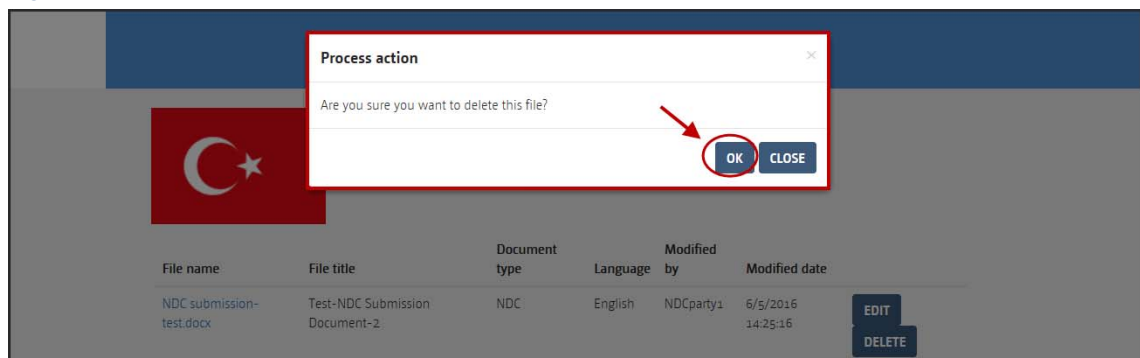 Process action
×
Are you sure you want to delete this file?
OK CLOSE
File name File title Document type Language Modified by Modified date
NDC submission- Test-NDC Submission NDC English NDCparty1 6/5/2016 EDIT
test.docx Document-2 14:25:16
DELETE